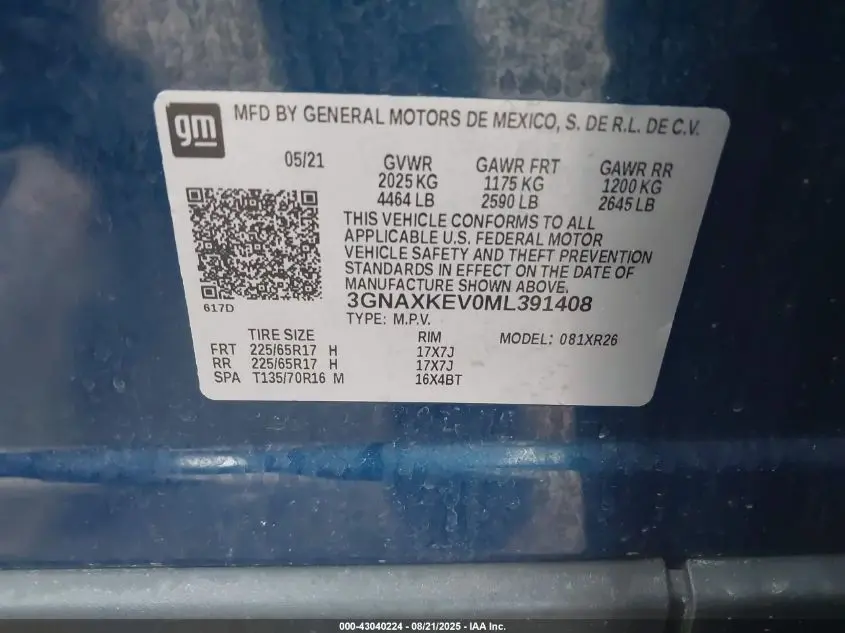 gm
MFD BY GENERAL MOTORS DE MEXICO, S. DE R.L. DE C.V.
05/21 GVWR GAWR FRT GAWR RR
2025 KG 1175 KG 1200 KG
4464 LB 2590 LB 2645 LB
THIS VEHICLE CONFORMS TO ALL
APPLICABLE U.S. FEDERAL MOTOR
VEHICLE SAFETY AND THEFT PREVENTION
STANDARDS IN EFFECT ON THE DATE OF
MANUFACTURE SHOWN ABOVE.
617D
3GNAXKEV0ML391408
TYPE: M.P.V.
TIRE SIZE RIM MODEL: 081XR26
FRT 225/65R17 H 17X7J
RR 225/65R17 H 17X7J
SPA T135/70R16 M 16X4BT
000-43040224 - 08/21/2025 - IAA Inc.